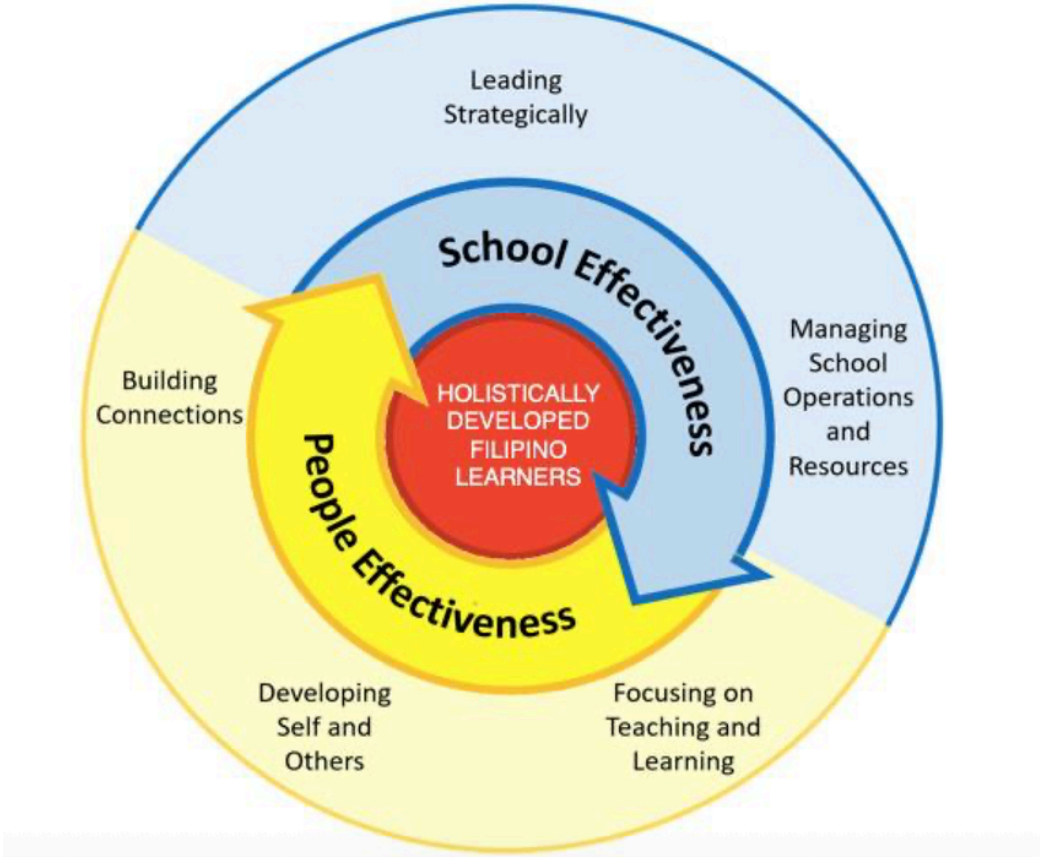 Leading
Strategically
School Effectiveness
Managing
School
Operations
and
Resources
Building
Connections
HOLISTICALLY
DEVELOPED
FILIPINO
LEARNERS
People Effectiveness
Developing
Self and
Others
Focusing on
Teaching and
Learning